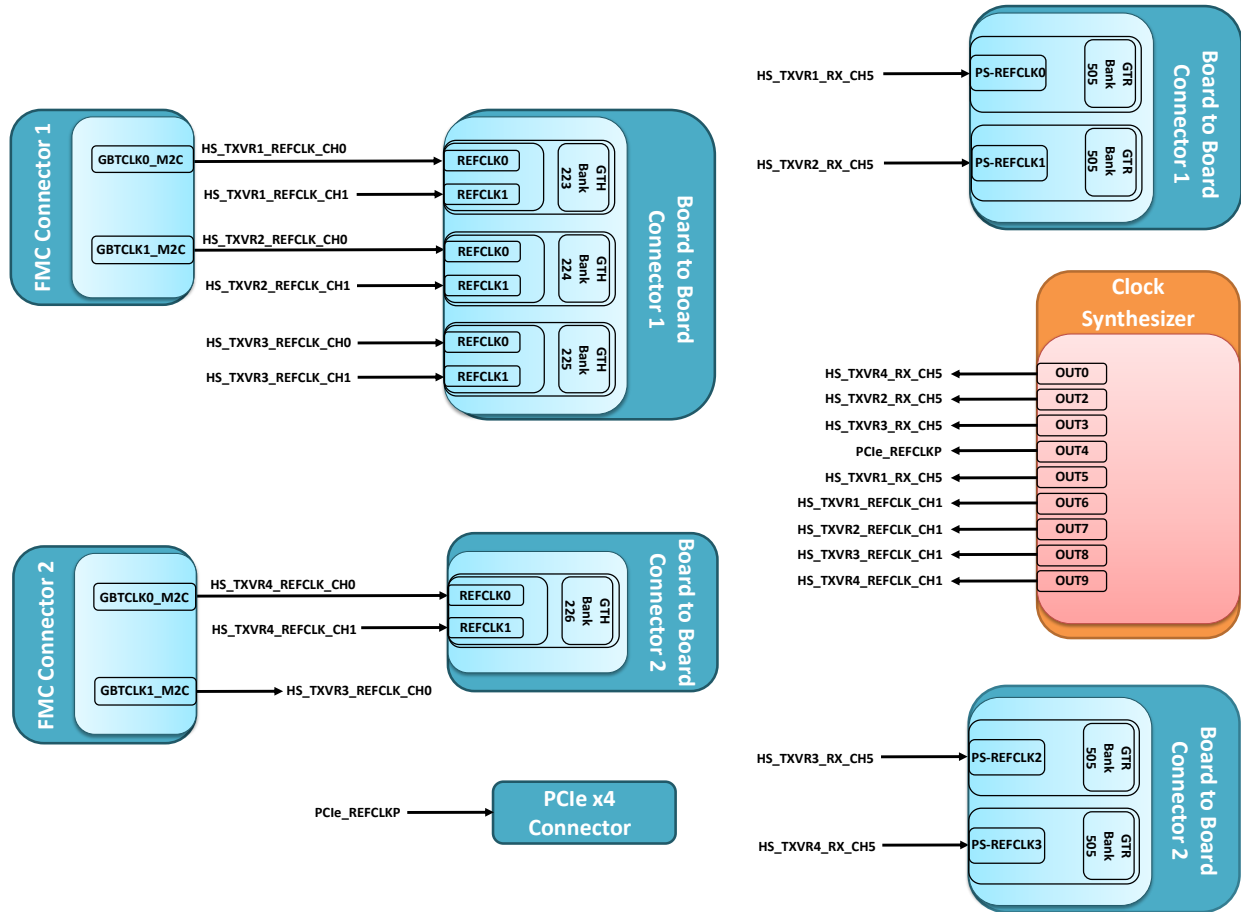 FMC Connector 1
GBTCLK0_M2C
HS_TXVR1_REFCLK_CH0
HS_TXVR1_REFCLK_CH1
GBTCLK1_M2C
HS_TXVR2_REFCLK_CH0
HS_TXVR2_REFCLK_CH1
HS_TXVR3_REFCLK_CH0
HS_TXVR3_REFCLK_CH1
REFCLK0
REFCLK1
GTH
Bank
223
REFCLK0
REFCLK1
GTH
Bank
224
REFCLK0
REFCLK1
GTH
Bank
225
Board to Board
Connector 1
HS_TXVR1_RX_CH5
PS-REFCLK0
GTR
Bank
505
HS_TXVR2_RX_CH5
PS-REFCLK1
GTR
Bank
505
Board to Board
Connector 1
Clock
Synthesizer
HS_TXVR4_RX_CH5
OUT0
HS_TXVR2_RX_CH5
OUT2
HS_TXVR3_RX_CH5
OUT3
PCIe_REFCLKP
OUT4
HS_TXVR1_RX_CH5
OUT5
HS_TXVR1_REFCLK_CH1
OUT6
HS_TXVR2_REFCLK_CH1
OUT7
HS_TXVR3_REFCLK_CH1
OUT8
HS_TXVR4_REFCLK_CH1
OUT9
FMC Connector 2
GBTCLK0_M2C
HS_TXVR4_REFCLK_CH0
HS_TXVR4_REFCLK_CH1
GBTCLK1_M2C
HS_TXVR3_REFCLK_CH0
REFCLK0
REFCLK1
GTH
Bank
226
Board to Board
Connector 2
PCIe_REFCLKP
PCIe x4
Connector
HS_TXVR3_RX_CH5
PS-REFCLK2
GTR
Bank
505
HS_TXVR4_RX_CH5
PS-REFCLK3
GTR
Bank
505
Board to Board
Connector 2